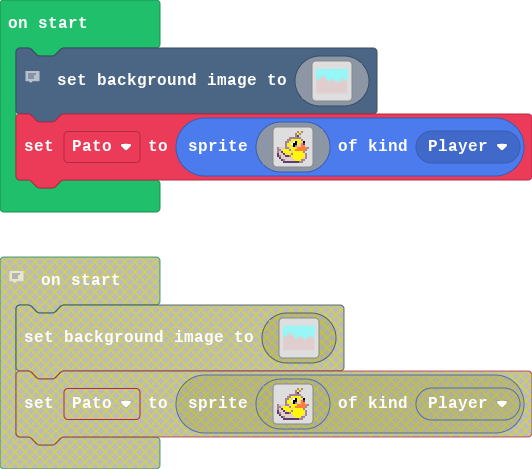 on start
set background image to
set Pato to sprite of kind Player
on start
set background image to
set Pato to sprite of kind Player